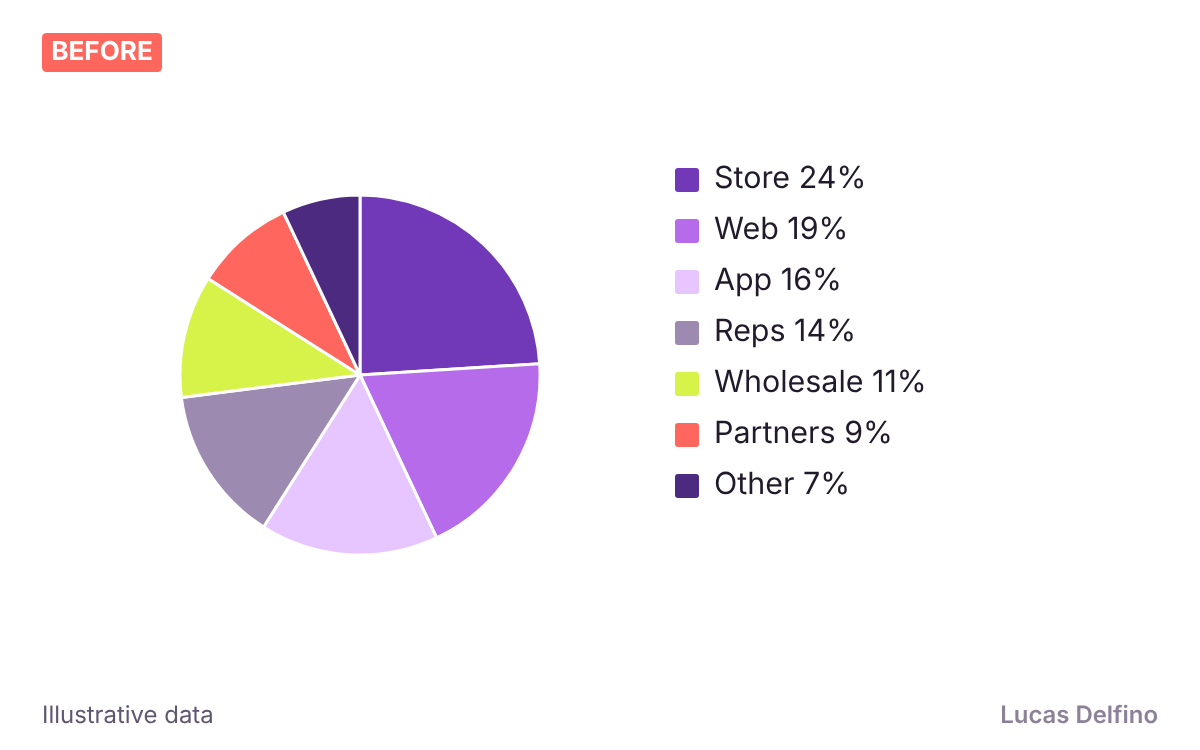 BEFORE
Store 24%
Web 19%
App 16%
Reps 14%
Wholesale 11%
Partners 9%
Other 7%
Illustrative data
Lucas Delfino